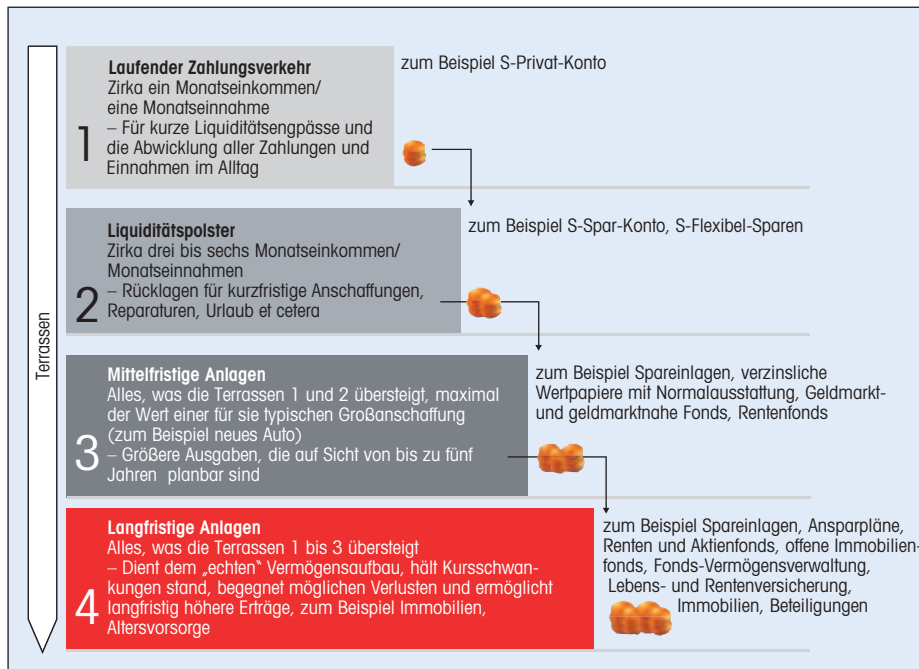 Terrassen
1
Laufender Zahlungsverkehr
Zirka ein Monatseinkommen/
eine Monatseinnahme
– Für kurze Liquiditätsengpässe und
die Abwicklung aller Zahlungen und
Einnahmen im Alltag
zum Beispiel S-Privat-Konto
2
Liquiditätspolster
Zirka drei bis sechs Monatseinkommen/
Monatseinnahmen
– Rücklagen für kurzfristige Anschaffungen,
Reparaturen, Urlaub et cetera
zum Beispiel S-Spar-Konto, S-Flexibel-Sparen
3
Mittelfristige Anlagen
Alles, was die Terrassen 1 und 2 übersteigt, maximal
der Wert einer für sie typischen Großanschaffung
(zum Beispiel neues Auto)
– Größere Ausgaben, die auf Sicht von bis zu fünf
Jahren planbar sind
zum Beispiel Spareinlagen, verzinsliche
Wertpapiere mit Normalausstattung, Geldmarkt-
und geldmarktnahe Fonds, Rentenfonds
4
Langfristige Anlagen
Alles, was die Terrassen 1 bis 3 übersteigt
– Dient dem „echten“ Vermögensaufbau, hält Kursschwan-
kungen stand, begegnet möglichen Verlusten und ermöglicht
langfristig höhere Erträge, zum Beispiel Immobilien,
Altersvorsorge
zum Beispiel Spareinlagen, Ansparpläne,
Renten und Aktienfonds, offene Immobilien-
fonds, Fonds-Vermögensverwaltung,
Lebens- und Rentenversicherung,
Immobilien, Beteiligungen